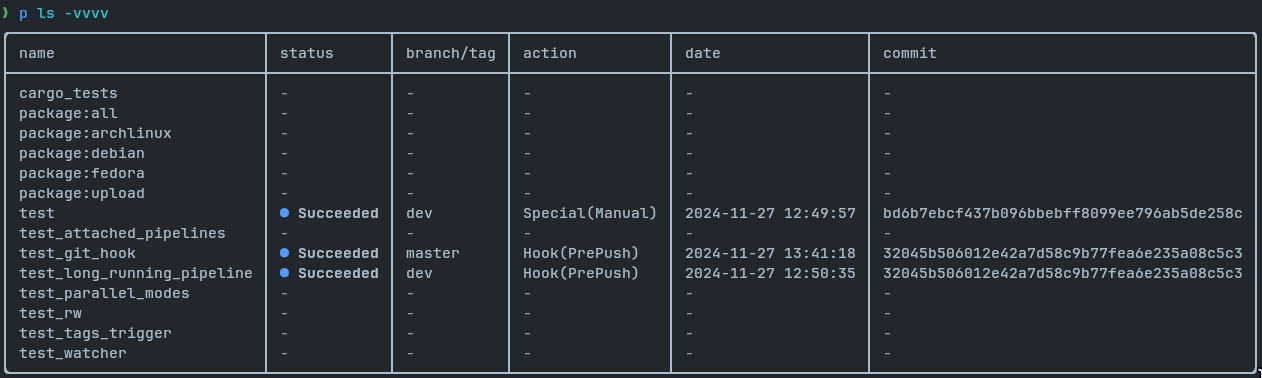 ❯ p ls -vvvv
name status branch/tag action date commit
cargo_tests - - - - -
package:all - - - - -
package:archlinux - - - - -
package:debian - - - - -
package:fedora - - - - -
package:upload - - - - -
test ● Succeeded dev Special(Manual) 2024-11-27 12:49:57 bd6b7ebcf437b096bbebff8099ee796ab5de258c
test_attached_pipelines - - - - -
test_git_hook ● Succeeded master Hook(PrePush) 2024-11-27 13:41:18 32045b506012e42a7d58c9b77fea6e235a08c5c3
test_long_running_pipeline ● Succeeded dev Hook(PrePush) 2024-11-27 12:50:35 32045b506012e42a7d58c9b77fea6e235a08c5c3
test_parallel_modes - - - - -
test_rw - - - - -
test_tags_trigger - - - - -
test_watcher - - - - -